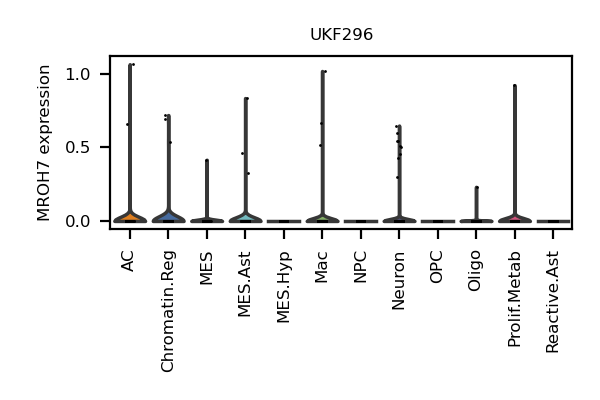 UKF296
MROH7 expression
1.0
0.5
0.0
AC
Chromatin.Reg
MES
MES.Ast
MES.Hyp
Mac
NPC
Neuron
OPC
Oligo
Prolif.Metab
Reactive.Ast